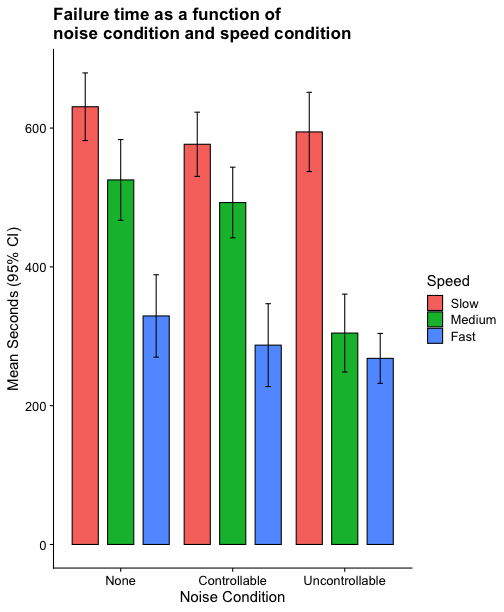 Failure time as a function of
noise condition and speed condition
Mean Seconds (95% CI)
600
400
200
0
None
Controllable
Uncontrollable
Noise Condition
Speed
Slow
Medium
Fast